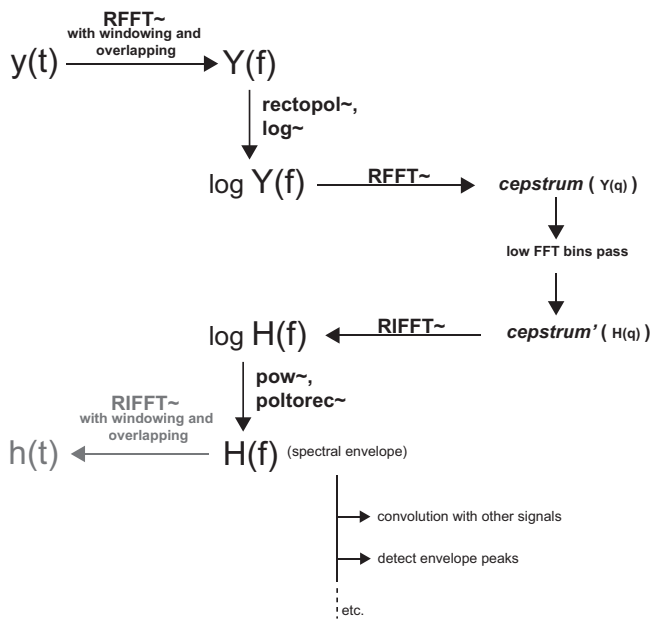 RFFT~
with windowing and
overlapping
y(t)
Y(f)
rectopol~,
log~
log Y(f)
RFFT~
cepstrum ( Y(q) )
low FFT bins pass
log H(f)
RIFFT~
cepstrum’ ( H(q) )
pow~,
poltorec~
RIFFT~
with windowing and
overlapping
h(t)
H(f) (spectral envelope)
convolution with other signals
detect envelope peaks
etc.